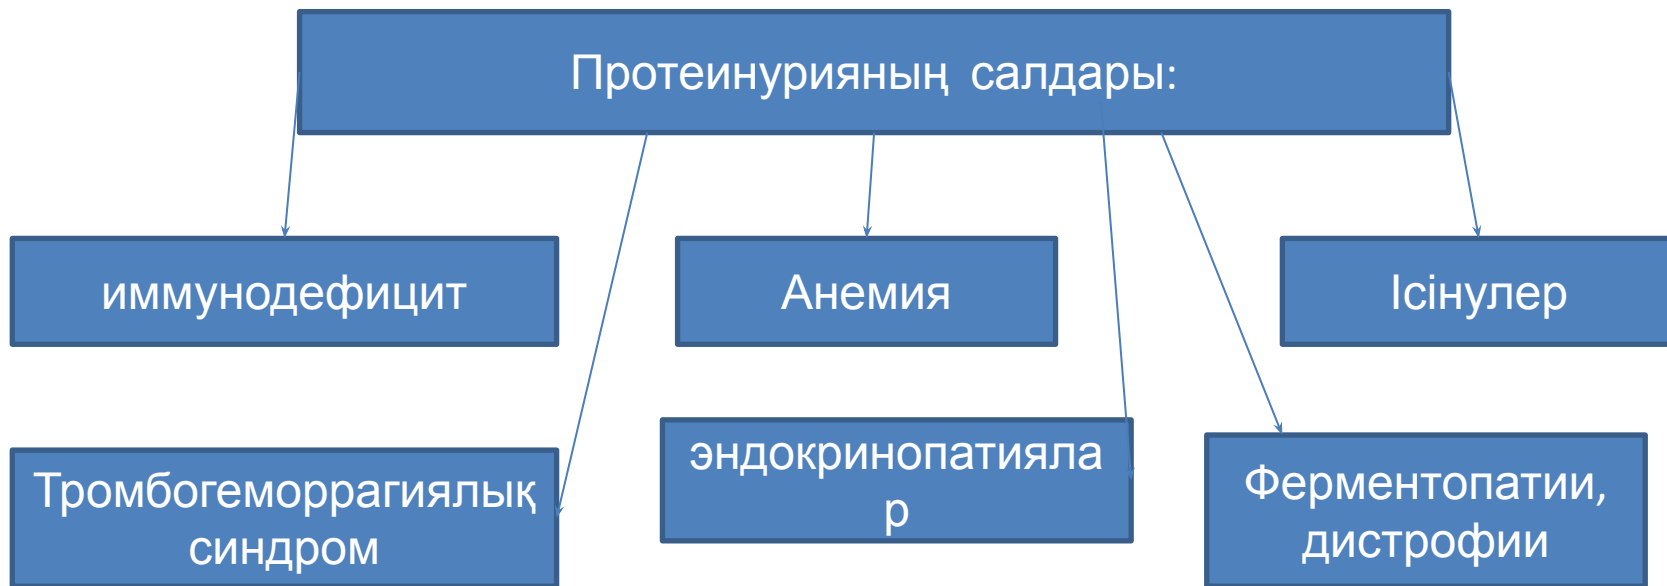 Протеинурияның салдары:
иммунодефицит
Анемия
Ісінулер
Тромбогеморрагиялық
синдром
эндокринопатияла
р
Ферментопатии,
дистрофии